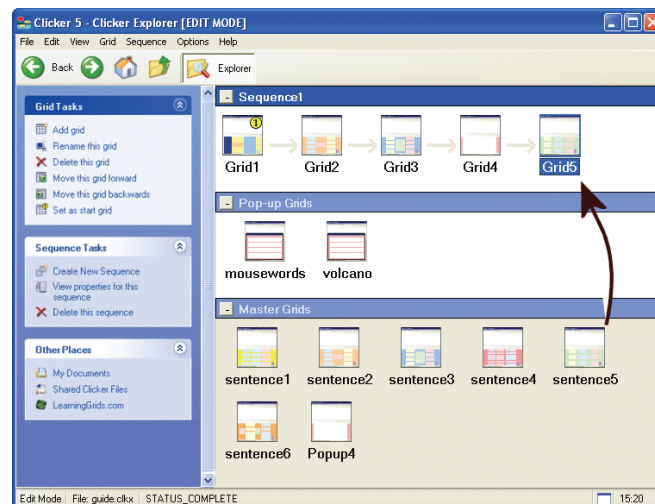 Clicker 5 - Clicker Explorer [EDIT MODE]
File Edit View Grid Sequence Options Help
Back Explorer
Grid Tasks
Add grid
Rename this grid
Delete this grid
Move this grid forward
Move this grid backwards
Set as start grid
Sequence Tasks
Create New Sequence
View properties for this
sequence
Delete this sequence
Other Places
My Documents
Shared Clicker Files
LearningGrids.com
Sequence1
1
Grid1 Grid2 Grid3 Grid4 Grid5
Pop-up Grids
mousewords volcano
Master Grids
sentence1 sentence2 sentence3 sentence4 sentence5
sentence6 Popup4
Edit Mode File: guide.clkx STATUS_COMPLETE 15:20